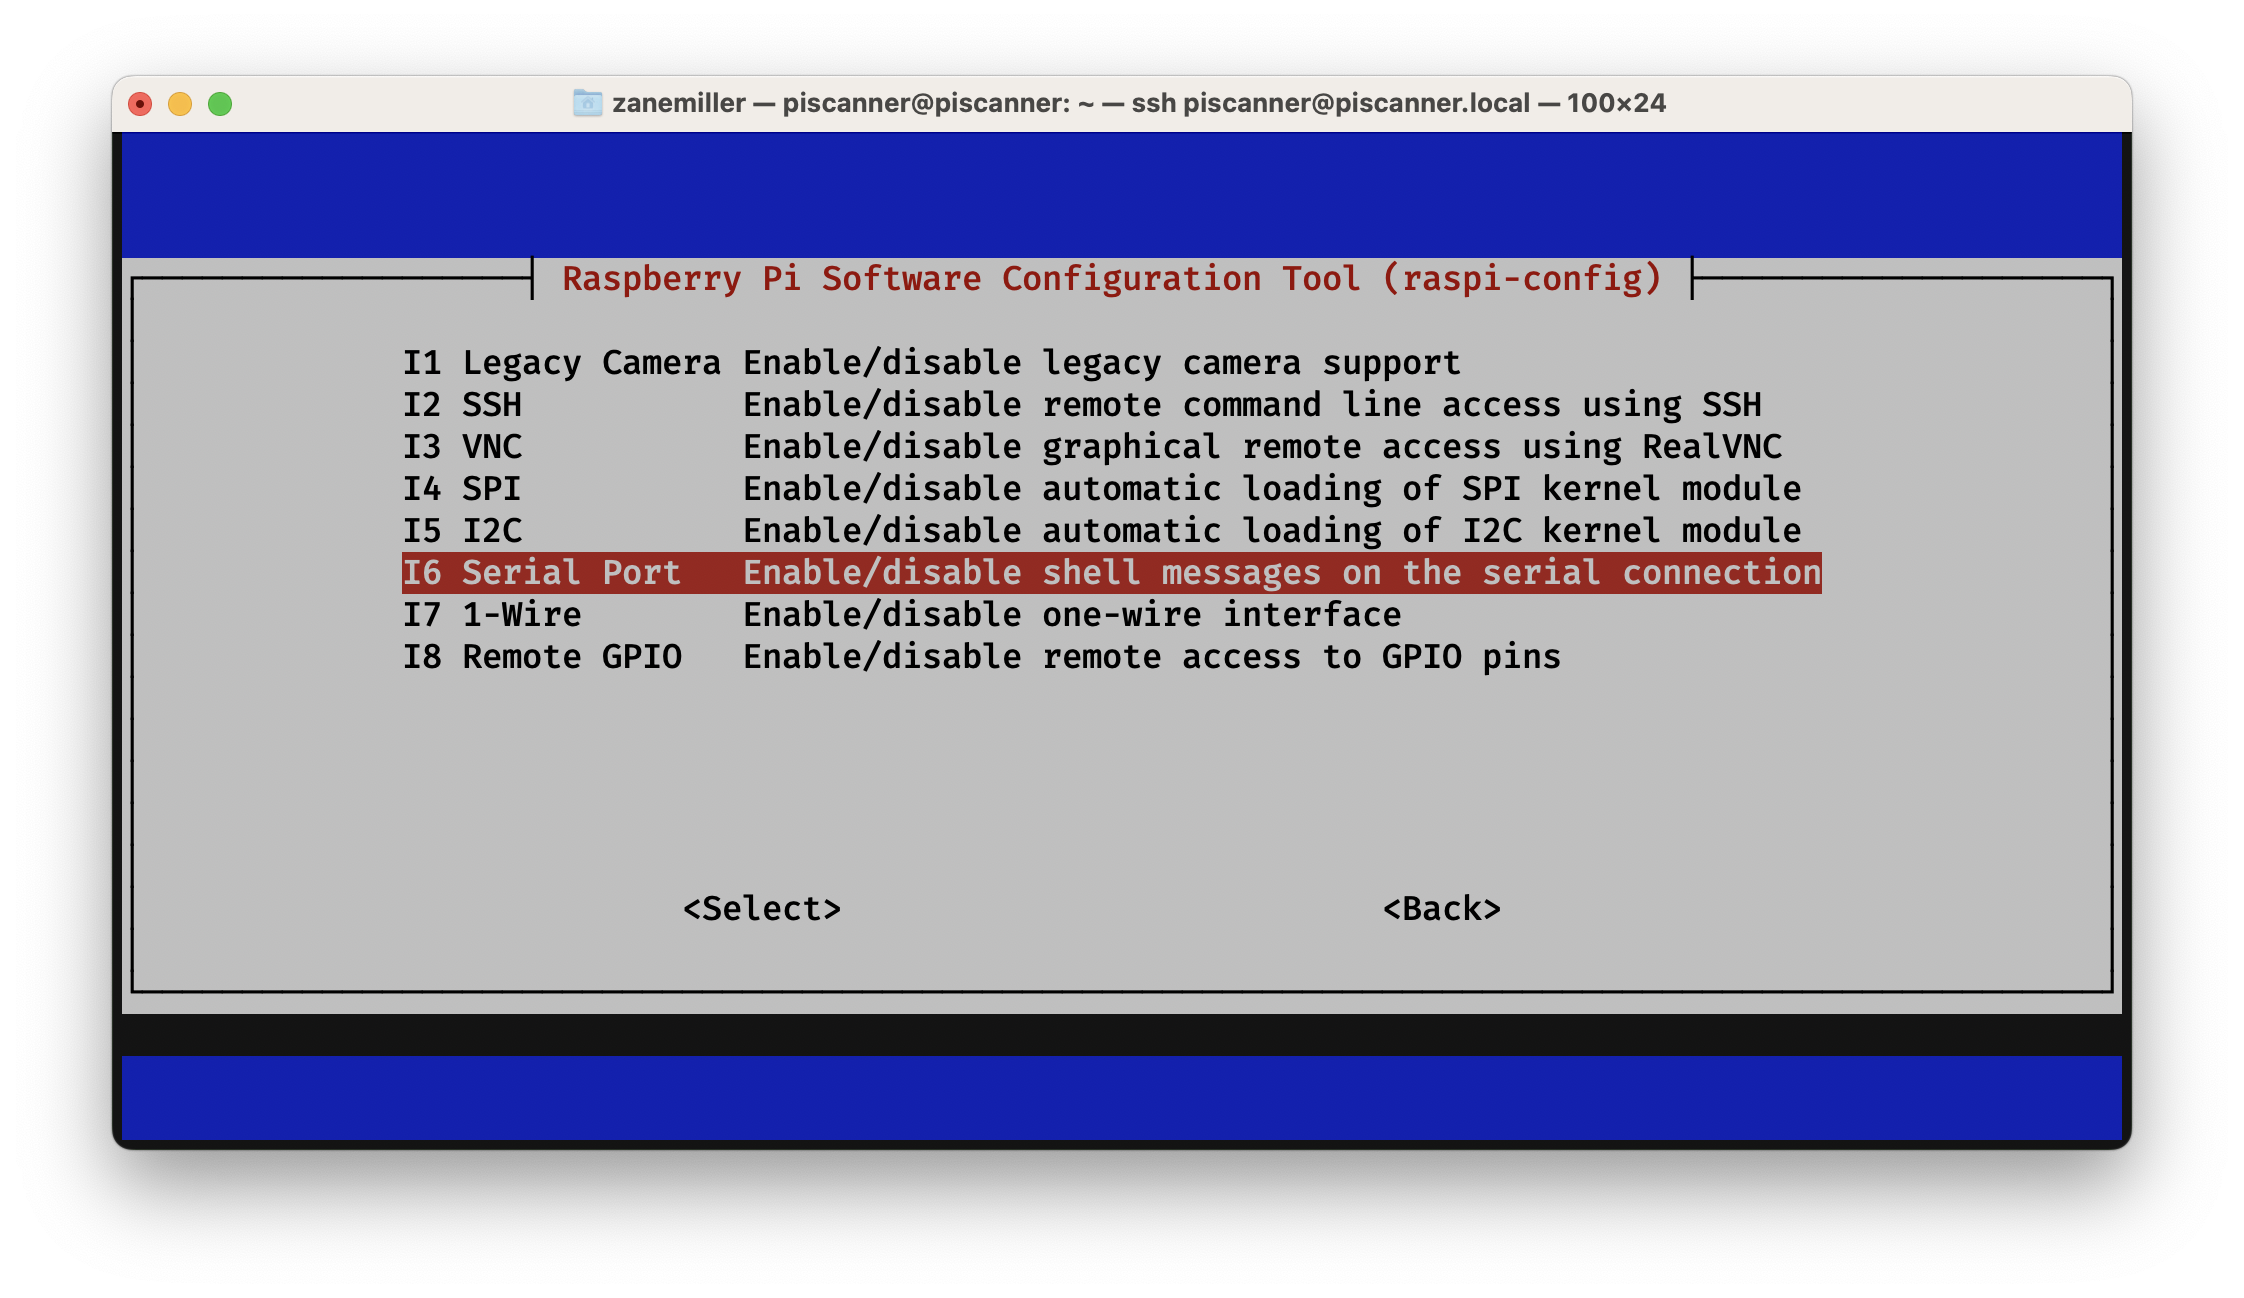 zanemiller — piscanner@piscanner: ~ — ssh piscanner@piscanner.local — 100×24
Raspberry Pi Software Configuration Tool (raspi-config)
I1 Legacy Camera Enable/disable legacy camera support
I2 SSH Enable/disable remote command line access using SSH
I3 VNC Enable/disable graphical remote access using RealVNC
I4 SPI Enable/disable automatic loading of SPI kernel module
I5 I2C Enable/disable automatic loading of I2C kernel module
I6 Serial Port Enable/disable shell messages on the serial connection
I7 1-Wire Enable/disable one-wire interface
I8 Remote GPIO Enable/disable remote access to GPIO pins
<Select> <Back>